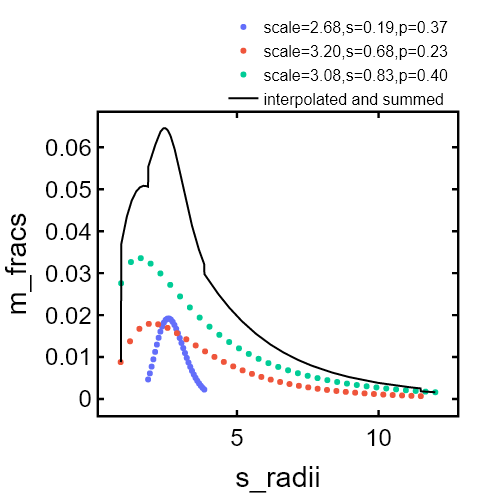 scale=2.68,s=0.19,p=0.37
scale=3.20,s=0.68,p=0.23
scale=3.08,s=0.83,p=0.40
interpolated and summed
0.06
0.05
0.04
0.03
0.02
0.01
0
m_fracs
5
10
s_radii